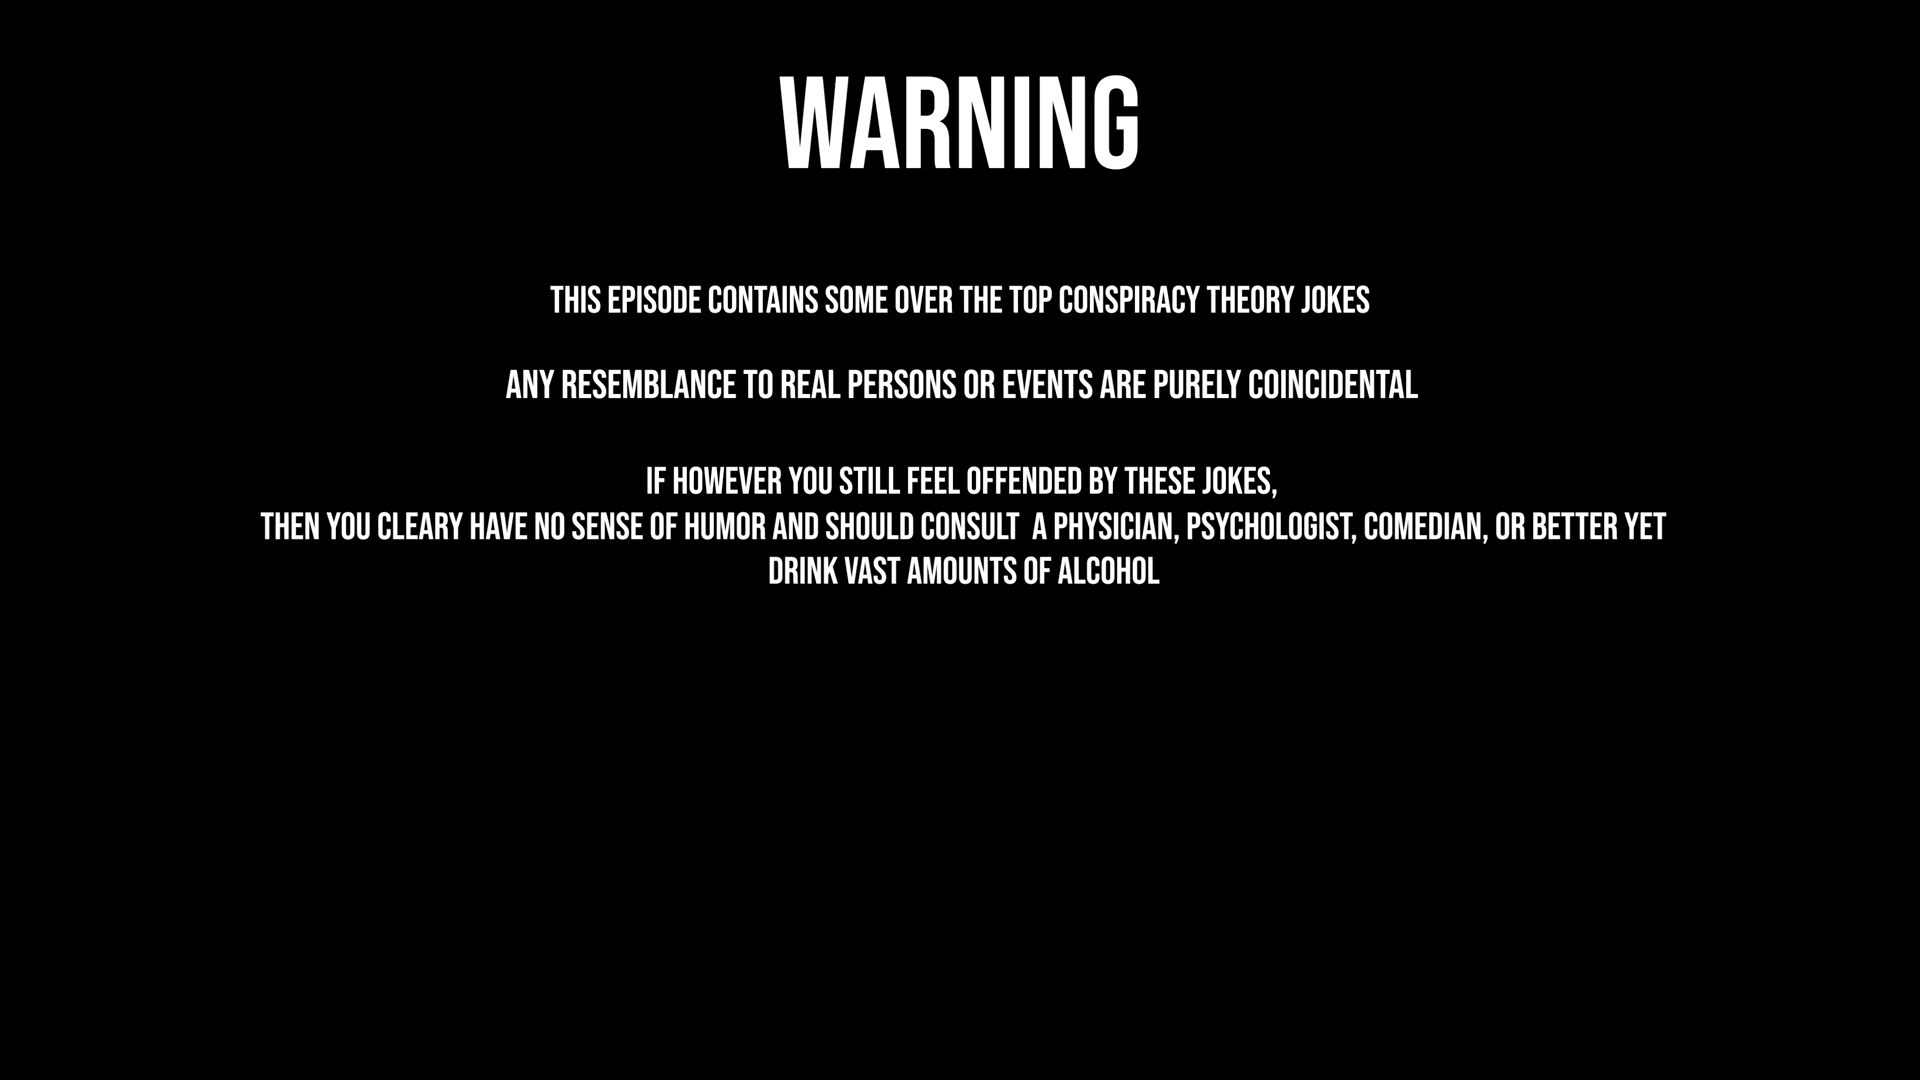 WARNING
THIS EPISODE CONTAINS SOME OVER THE TOP CONSPIRACY THEORY JOKES
ANY RESEMBLANCE TO REAL PERSONS OR EVENTS ARE PURELY COINCIDENTAL
IF HOWEVER YOU STILL FEEL OFFENDED BY THESE JOKES,
THEN YOU CLEARY HAVE NO SENSE OF HUMOR AND SHOULD CONSULT  A PHYSICIAN, PSYCHOLOGIST, COMEDIAN, OR BETTER YET
DRINK VAST AMOUNTS OF ALCOHOL